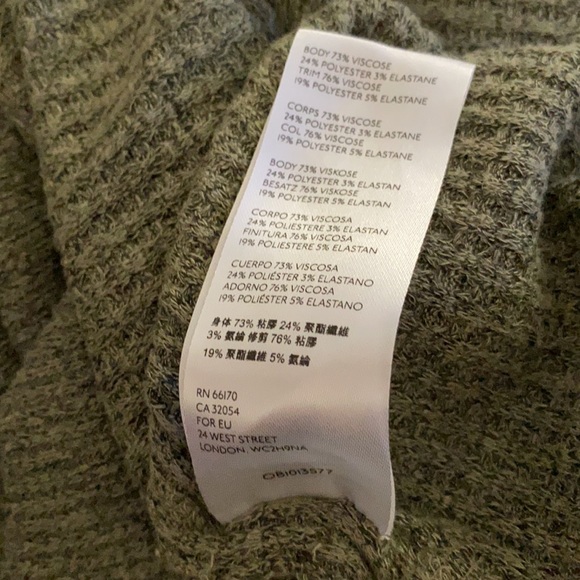 BODY 73% VISCOSE
24% POLYESTER 3% ELASTANE
TRIM 76% VISCOSE
19% POLYESTER 5% ELASTANE
CORPS 73% VISCOSE
24% POLYESTER 3% ELASTANE
COL 76% VISCOSE
19% POLYESTER 5% ELASTANE
BODY 73% VISKOSE
24% POLYESTER 3% ELASTAN
BESATZ 76% VISKOSE
19% POLYESTER 5% ELASTAN
CORPO 73% VISCOSA
24% POLIESTERE 3% ELASTAN
FINITURA 76% VISCOSA
19% POLIESTERE 5% ELASTAN
CUERPO 73% VISCOSA
24% POLIÉSTER 3% ELASTANO
ADORNO 76% VISCOSA
19% POLIÉSTER 5% ELASTANO
身体 73% 粘膠 24% 聚酯纖維
3% 氨綸 修剪 76% 粘膠
19% 聚酯纖維 5% 氨綸
RN 66170
CA 32054
FOR EU
24 WEST STREET
LONDON, WC2H9NA
OB1013577